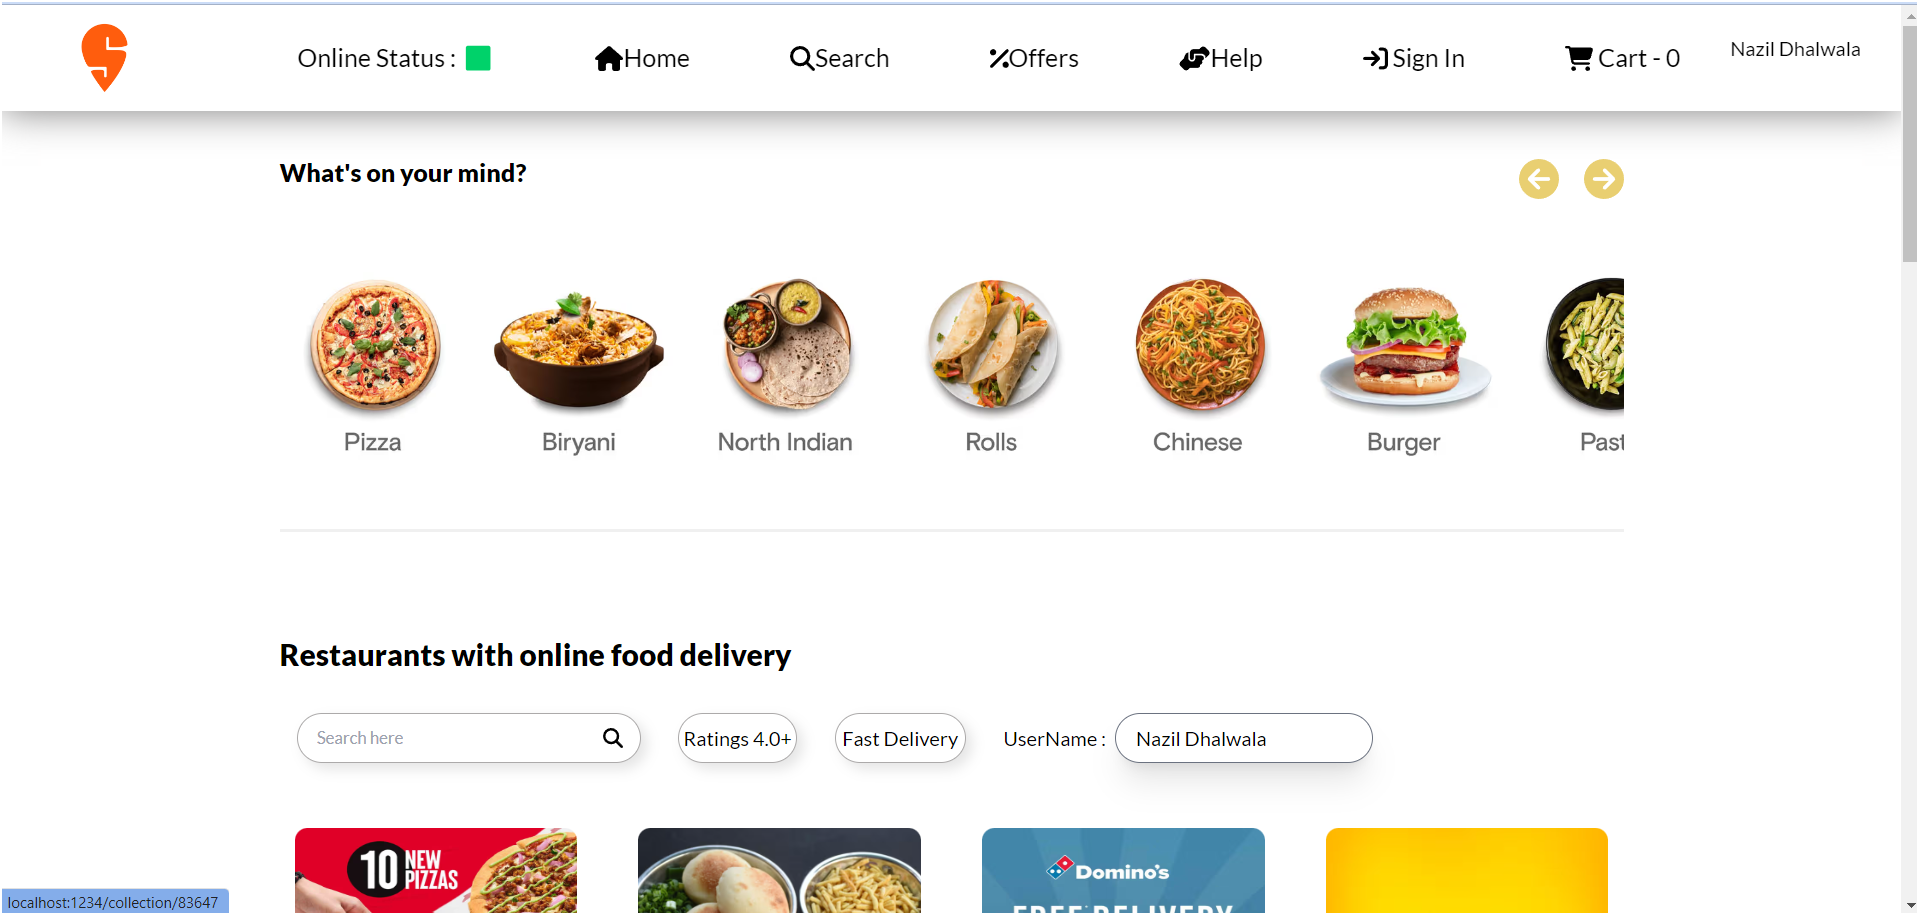 Online Status :
Home
Search
Offers
Help
Sign In
Cart - 0
Nazil Dhalwala
What's on your mind?
Pizza
Biryani
North Indian
Rolls
Chinese
Burger
Past
Restaurants with online food delivery
Search here
Ratings 4.0+
Fast Delivery
UserName :
Nazil Dhalwala
10 NEW
PIZZAS
Domino's
FREE DELIVERY
localhost:1234/collection/83647